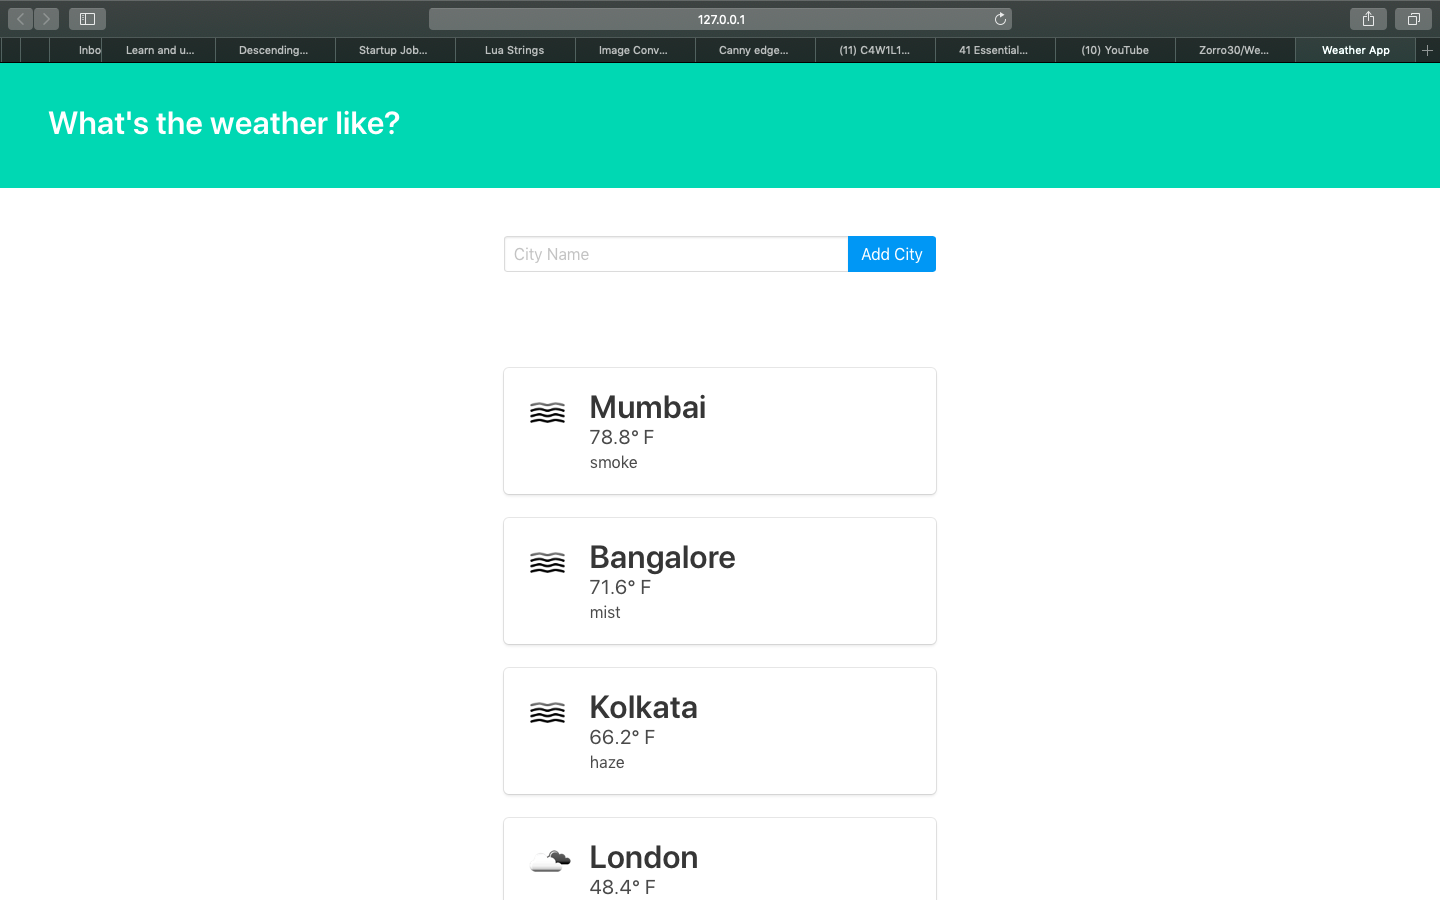 127.0.0.1
Inbo
Learn and u...
Descending...
Startup Job...
Lua Strings
Image Conv...
Canny edge...
(11) C4W1L1...
41 Essential...
(10) YouTube
Zorro30/We...
Weather App
What's the weather like?
City Name
Add City
Mumbai
78.8° F
smoke
Bangalore
71.6° F
mist
Kolkata
66.2° F
haze
London
48.4° F